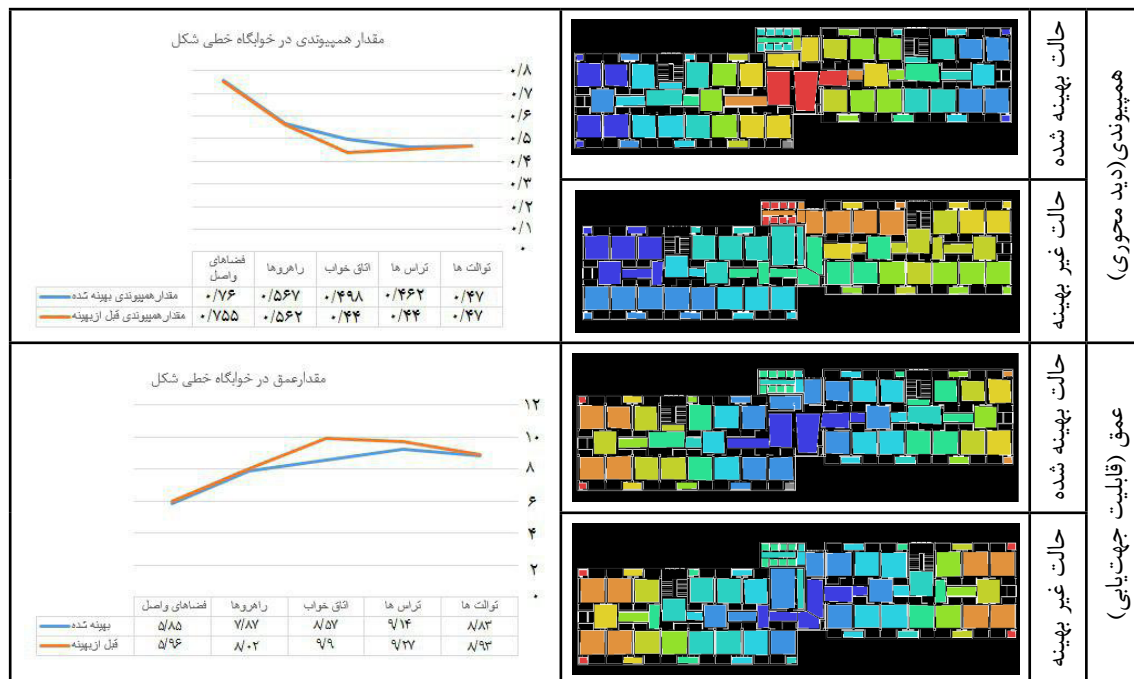 همپیوندی(دید محوری)
حالت بهینه شده
مقدار همپیوندی در خوابگاه خطی شکل
۰/۸
۰/۷
۰/۶
۰/۵
۰/۴
۰/۳
۰/۲
۰/۱
۰
توالت ها تراس ها اتاق خواب راهروها فضاهای واصل
مقدار همپیوندی بهینه شده ۰/۷۶ ۰/۵۶۷ ۰/۴۹۸ ۰/۴۶۲ ۰/۴۷
مقدار همپیوندی قبل ازبهینه ۰/۷۵۵ ۰/۵۶۲ ۰/۴۴ ۰/۴۴ ۰/۴۷
حالت غیر بهینه
عمق (قابلیت جهت‌یابی)
حالت بهینه شده
مقدارعمق در خوابگاه خطی شکل
۱۲
۱۰
۸
۶
۴
۲
۰
توالت ها تراس ها اتاق خواب راهروها فضاهای واصل
بهینه شده ۵/۸۵ ۷/۸۷ ۸/۵۷ ۹/۱۴ ۸/۸۳
قبل ازبهینه ۵/۹۶ ۸/۰۲ ۹/۹ ۹/۲۷ ۸/۹۳
حالت غیر بهینه